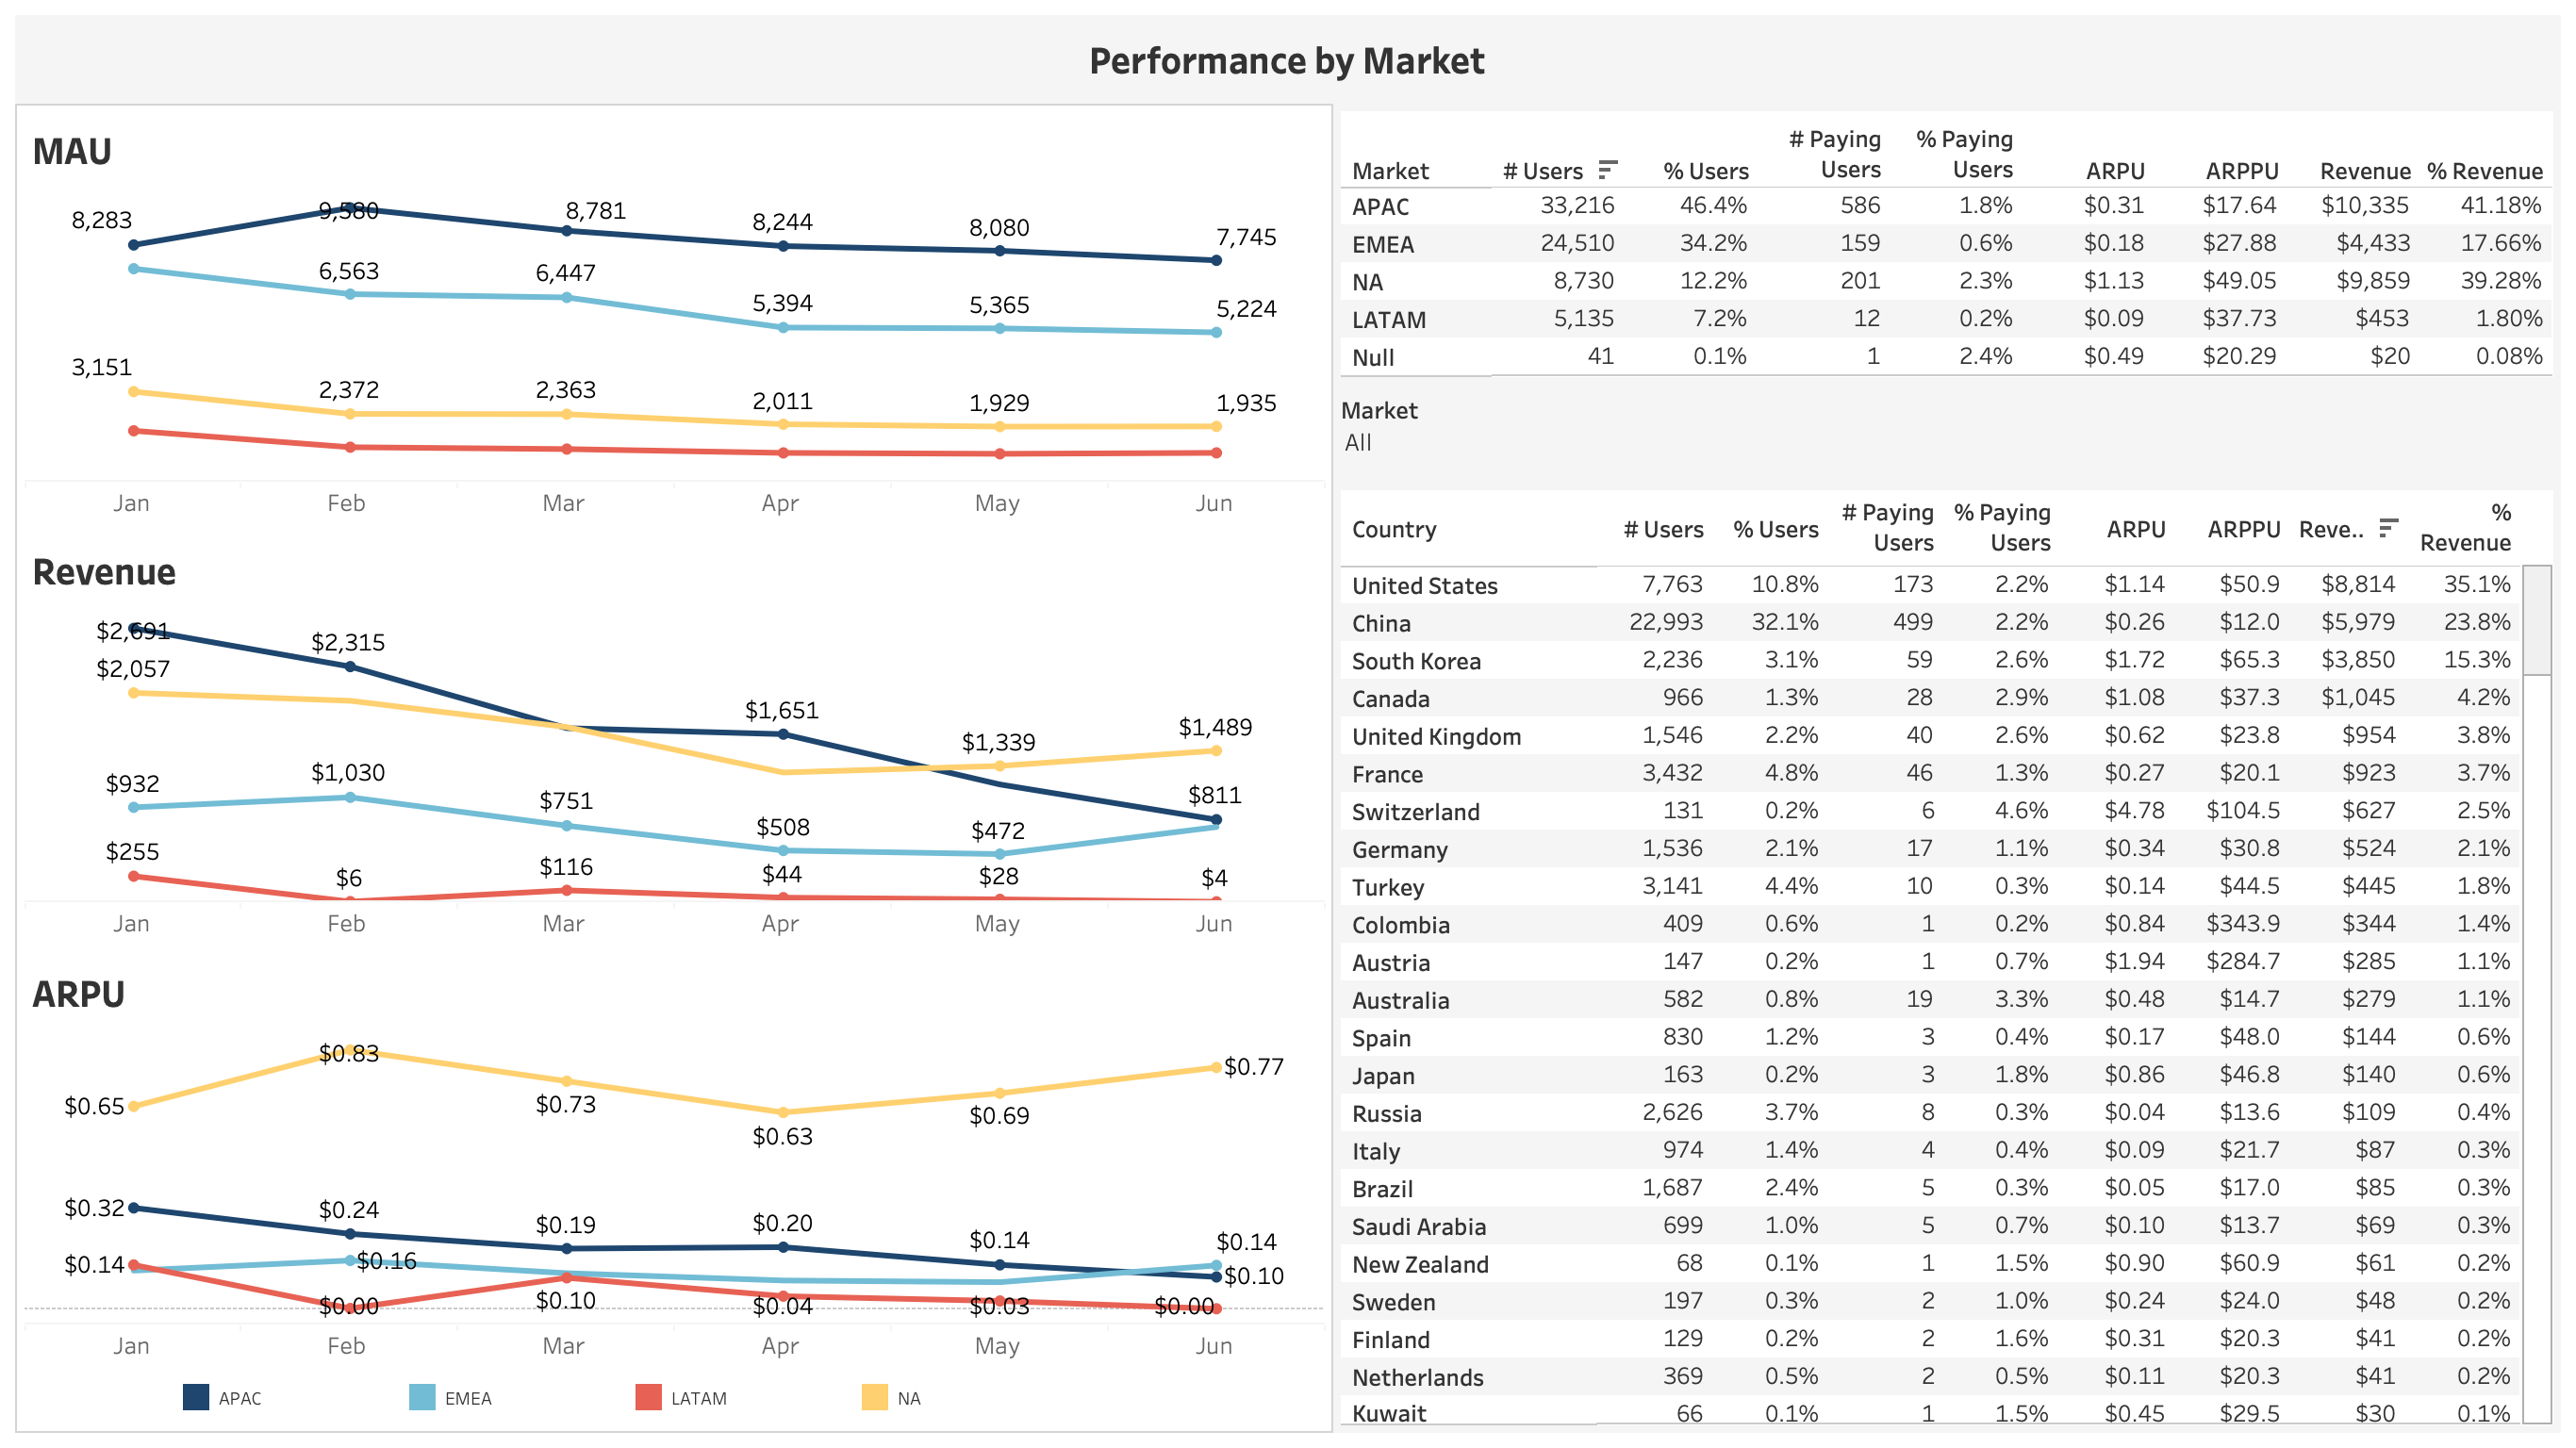 Performance by Market
MAU
8,283 9,580 8,781 8,244 8,080 7,745
6,563 6,447 5,394 5,365 5,224
3,151 2,372 2,363 2,011 1,929 1,935
Jan Feb Mar Apr May Jun
Revenue
$2,691 $2,315 $1,651
$2,057 $1,339 $1,489
$932 $1,030 $751 $508 $472 $811
$255 $6 $116 $44 $28 $4
Jan Feb Mar Apr May Jun
ARPU
$0.65 $0.83 $0.73 $0.63 $0.69 $0.77
$0.32 $0.24 $0.19 $0.20 $0.14 $0.14
$0.14 $0.16 $0.10
$0.00 $0.10 $0.04 $0.03 $0.00
Jan Feb Mar Apr May Jun
APAC EMEA LATAM NA
Market # Users % Users # Paying Users % Paying Users ARPU ARPPU Revenue % Revenue
APAC 33,216 46.4% 586 1.8% $0.31 $17.64 $10,335 41.18%
EMEA 24,510 34.2% 159 0.6% $0.18 $27.88 $4,433 17.66%
NA 8,730 12.2% 201 2.3% $1.13 $49.05 $9,859 39.28%
LATAM 5,135 7.2% 12 0.2% $0.09 $37.73 $453 1.80%
Null 41 0.1% 1 2.4% $0.49 $20.29 $20 0.08%
Market
All
Country # Users % Users # Paying Users % Paying Users ARPU ARPPU Reve.. % Revenue
United States 7,763 10.8% 173 2.2% $1.14 $50.9 $8,814 35.1%
China 22,993 32.1% 499 2.2% $0.26 $12.0 $5,979 23.8%
South Korea 2,236 3.1% 59 2.6% $1.72 $65.3 $3,850 15.3%
Canada 966 1.3% 28 2.9% $1.08 $37.3 $1,045 4.2%
United Kingdom 1,546 2.2% 40 2.6% $0.62 $23.8 $954 3.8%
France 3,432 4.8% 46 1.3% $0.27 $20.1 $923 3.7%
Switzerland 131 0.2% 6 4.6% $4.78 $104.5 $627 2.5%
Germany 1,536 2.1% 17 1.1% $0.34 $30.8 $524 2.1%
Turkey 3,141 4.4% 10 0.3% $0.14 $44.5 $445 1.8%
Colombia 409 0.6% 1 0.2% $0.84 $343.9 $344 1.4%
Austria 147 0.2% 1 0.7% $1.94 $284.7 $285 1.1%
Australia 582 0.8% 19 3.3% $0.48 $14.7 $279 1.1%
Spain 830 1.2% 3 0.4% $0.17 $48.0 $144 0.6%
Japan 163 0.2% 3 1.8% $0.86 $46.8 $140 0.6%
Russia 2,626 3.7% 8 0.3% $0.04 $13.6 $109 0.4%
Italy 974 1.4% 4 0.4% $0.09 $21.7 $87 0.3%
Brazil 1,687 2.4% 5 0.3% $0.05 $17.0 $85 0.3%
Saudi Arabia 699 1.0% 5 0.7% $0.10 $13.7 $69 0.3%
New Zealand 68 0.1% 1 1.5% $0.90 $60.9 $61 0.2%
Sweden 197 0.3% 2 1.0% $0.24 $24.0 $48 0.2%
Finland 129 0.2% 2 1.6% $0.31 $20.3 $41 0.2%
Netherlands 369 0.5% 2 0.5% $0.11 $20.3 $41 0.2%
Kuwait 66 0.1% 1 1.5% $0.45 $29.5 $30 0.1%